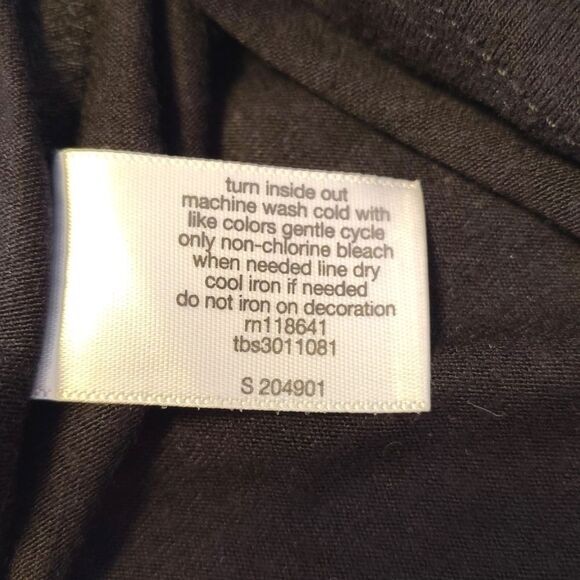 turn inside out
machine wash cold with
like colors gentle cycle
only non-chlorine bleach
when needed line dry
cool iron if needed
do not iron on decoration
rn118641
tbs3011081
S 204901